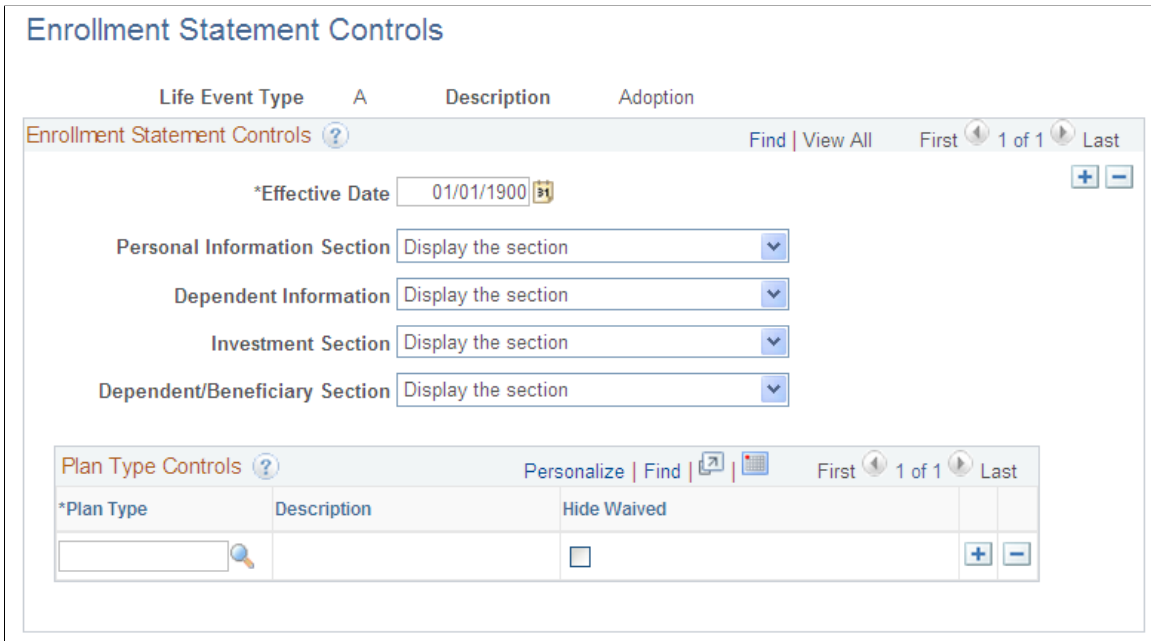 Enrollment Statement Controls
Life Event Type A Description Adoption
Enrollment Statement Controls ? Find | View All First 1 of 1 Last
*Effective Date 01/01/1900 31
Personal Information Section Display the section
Dependent Information Display the section
Investment Section Display the section
Dependent/Beneficiary Section Display the section
Plan Type Controls ? Personalize | Find | | First 1 of 1 Last
*Plan Type Description Hide Waived